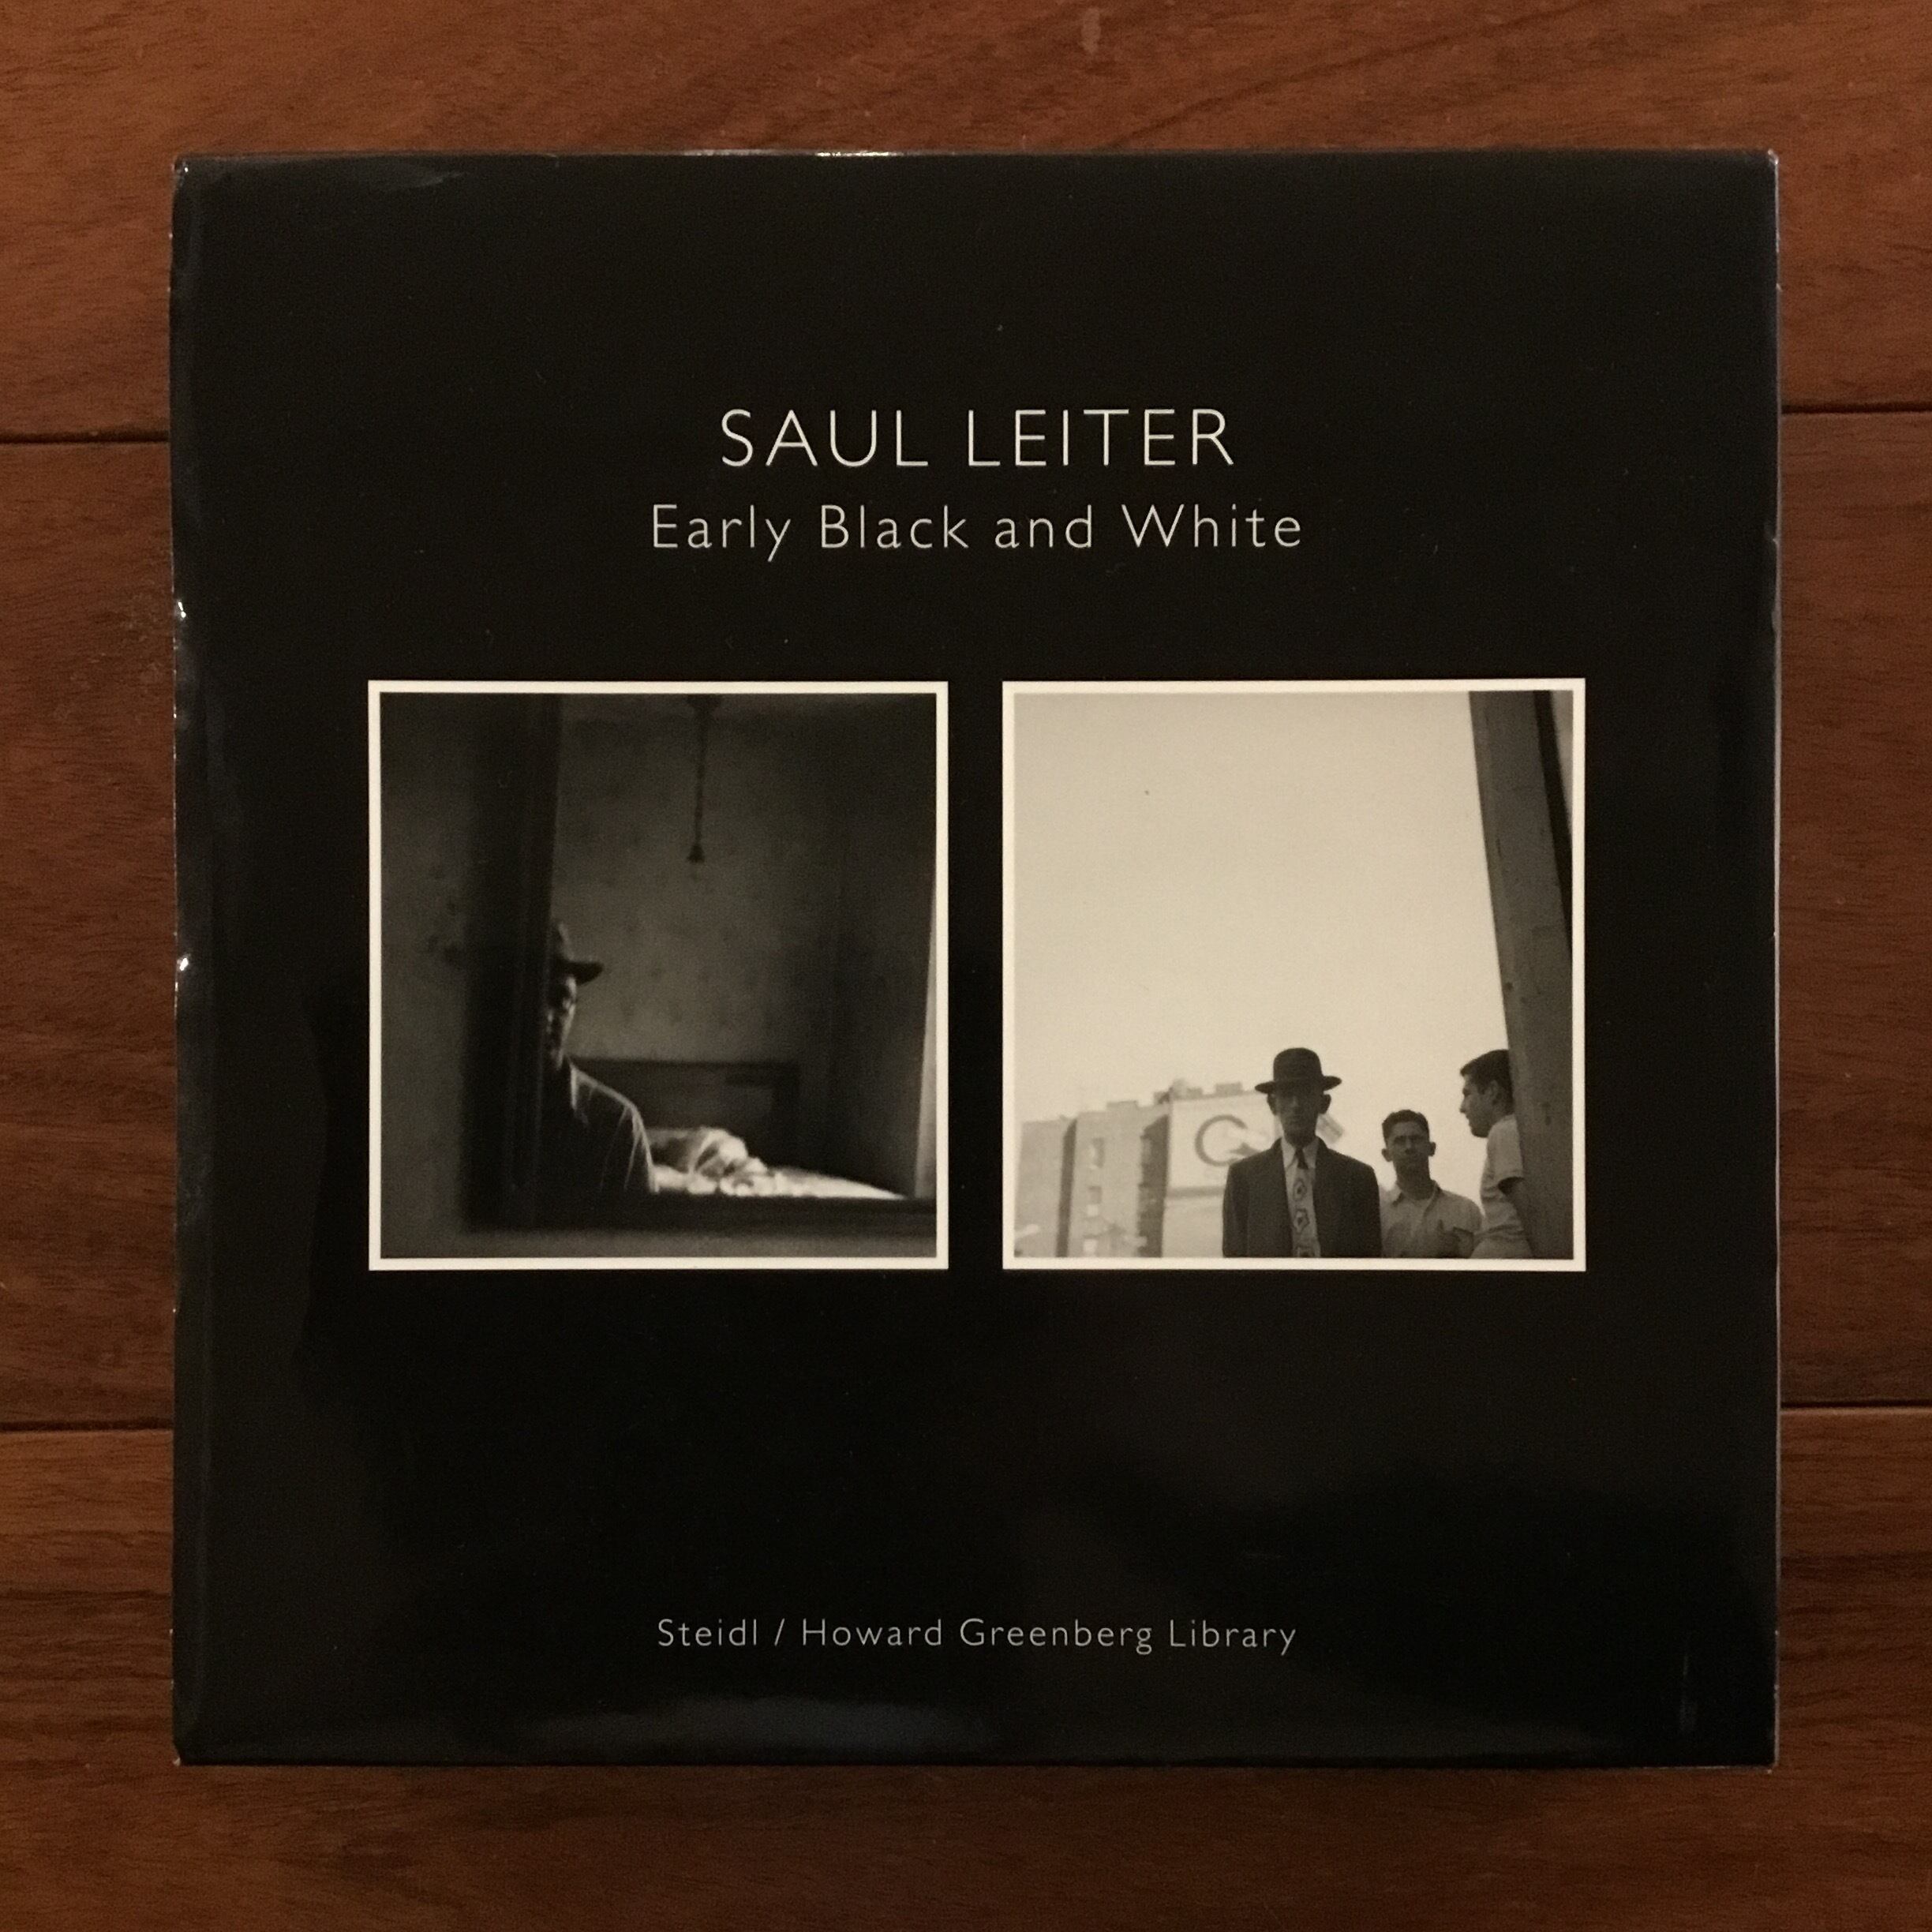 SAUL LEITER
Early Black and White
Steidl / Howard Greenberg Library